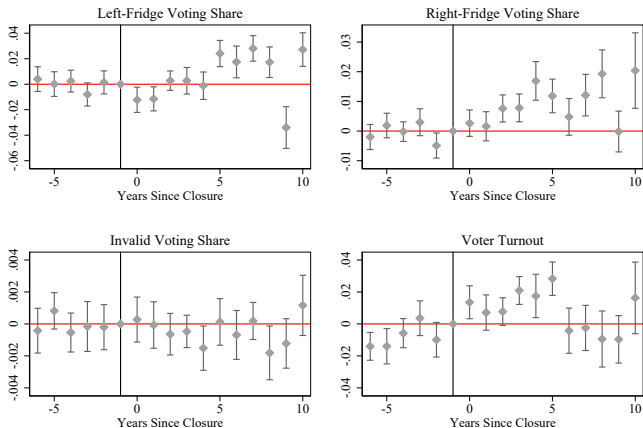 Left-Fridge Voting Share
.04
.02
0
-.02
-.04
-.06
-5 0 5 10
Years Since Closure
Right-Fridge Voting Share
.03
.02
.01
0
-.01
-5 0 5 10
Years Since Closure
Invalid Voting Share
.004
.002
0
-.002
-.004
-5 0 5 10
Years Since Closure
Voter Turnout
.04
.02
0
-.02
-.04
-5 0 5 10
Years Since Closure